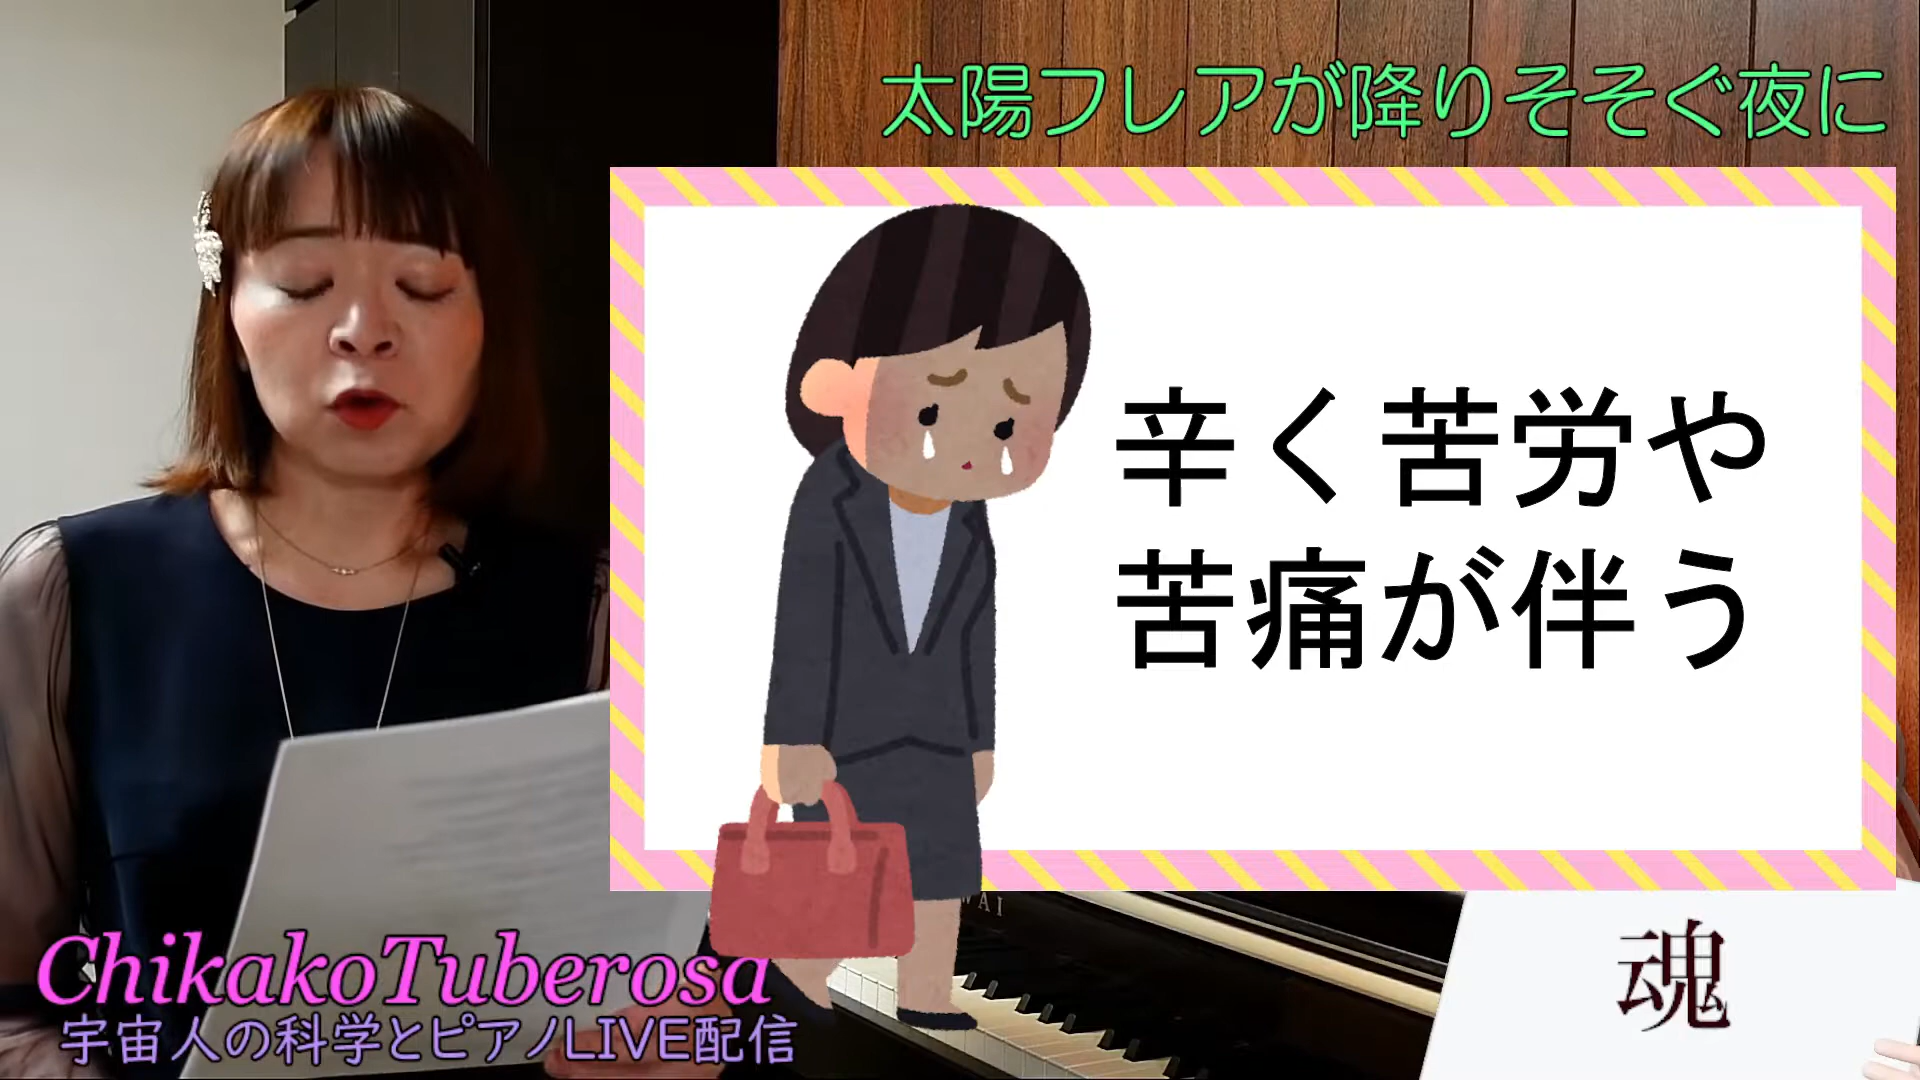 太陽フレアが降りそそぐ夜に
辛く苦労や
苦痛が伴う
WAI
魂
ChikakoTuberosa
宇宙人の科学とピアノLIVE配信